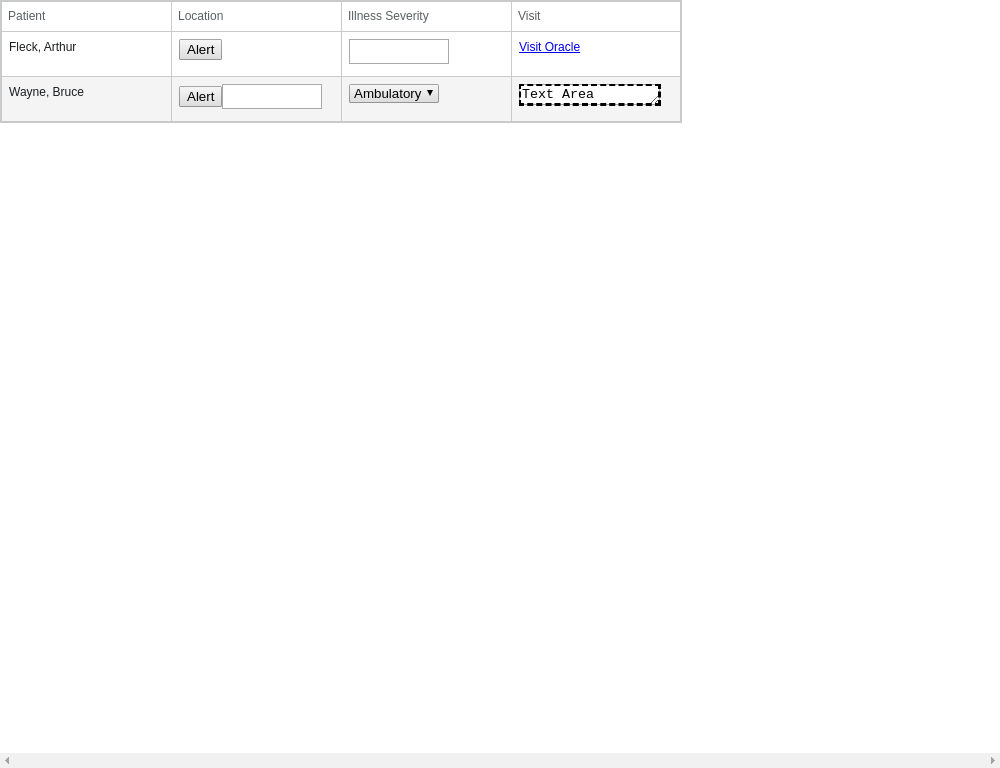 Patient Location Illness Severity Visit
Fleck, Arthur Alert Visit Oracle
Wayne, Bruce Alert Ambulatory Text Area